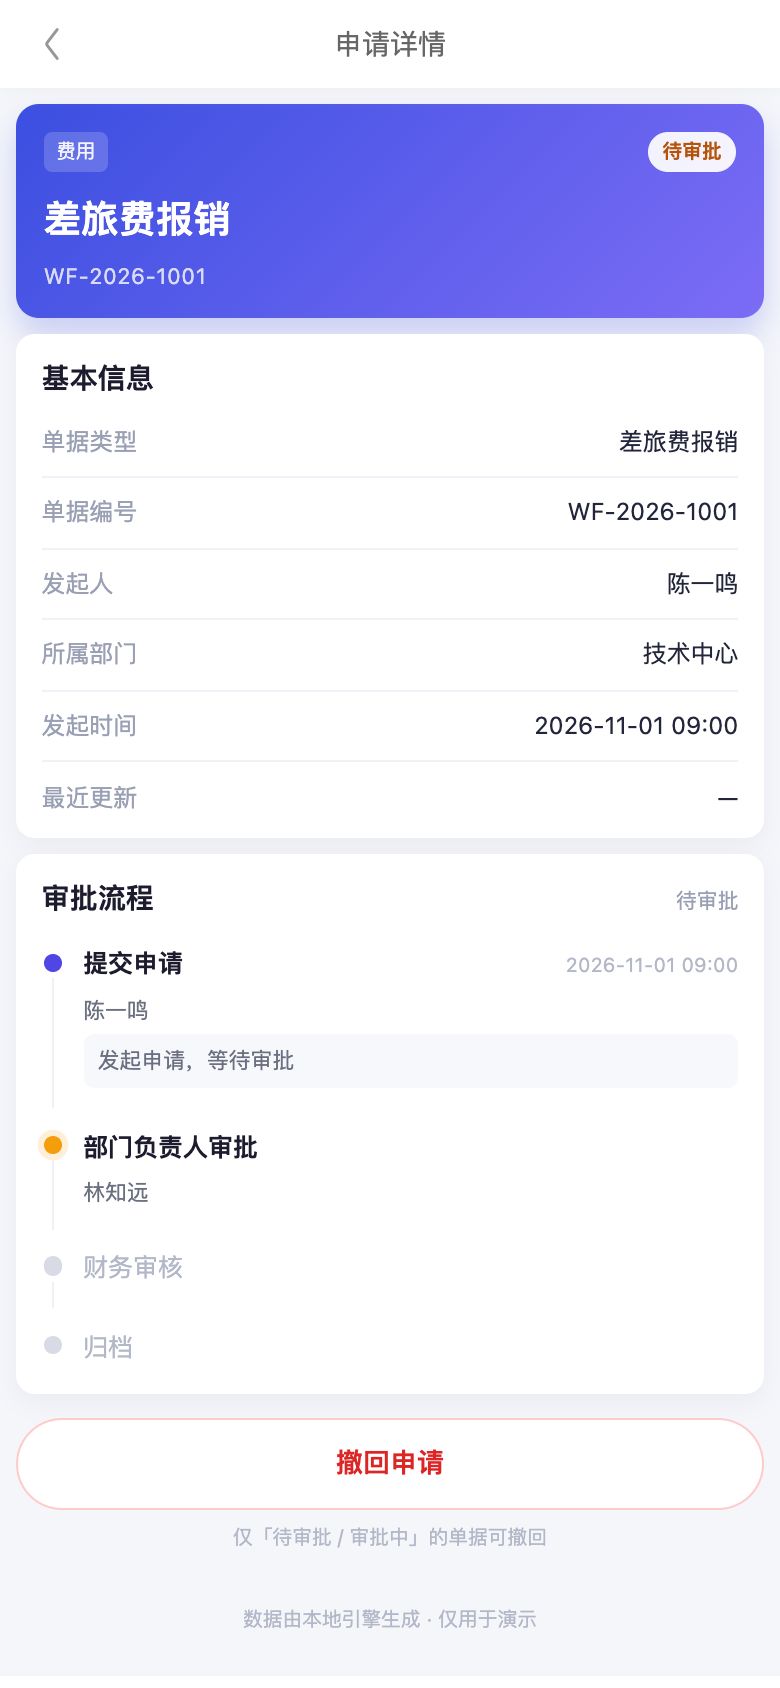 申请详情
费用
待审批
差旅费报销
WF-2026-1001
基本信息
单据类型 差旅费报销
单据编号 WF-2026-1001
发起人 陈一鸣
所属部门 技术中心
发起时间 2026-11-01 09:00
最近更新 —
审批流程 待审批
提交申请 2026-11-01 09:00
陈一鸣
发起申请，等待审批
部门负责人审批
林知远
财务审核
归档
撤回申请
仅「待审批 / 审批中」的单据可撤回
数据由本地引擎生成 · 仅用于演示